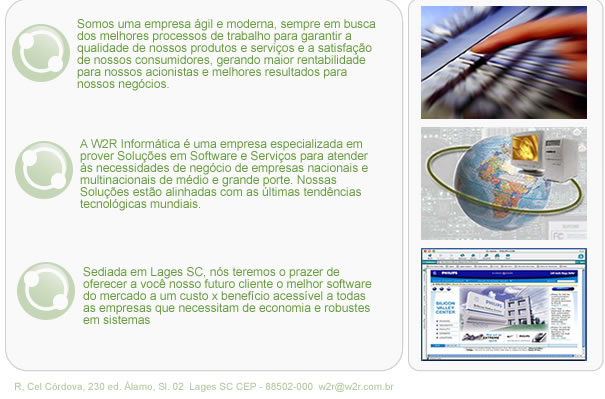 Somos uma empresa ágil e moderna, sempre em busca
dos melhores processos de trabalho para garantir a
qualidade de nossos produtos e serviços e a satisfação
de nossos consumidores, gerando maior rentabilidade
para nossos acionistas e melhores resultados para
nossos negócios.
A W2R Informática é uma empresa especializada em
prover Soluções em Software e Serviços para atender
às necessidades de negócio de empresas nacionais e
multinacionais de médio e grande porte. Nossas
Soluções estão alinhadas com as últimas tendências
tecnológicas mundiais.
Sediada em Lages SC, nós teremos o prazer de
oferecer a você nosso futuro cliente o melhor software
do mercado a um custo x benefício acessivel a todas
as empresas que necessitam de economia e robustes
em sistemas
PHILIPS
SILICON
VALLEY
CENTER
R. Cel Córdova, 230 ed. Álamo, Sl. 02 Lages SC CEP - 88502-000 w2r@w2r.com.br